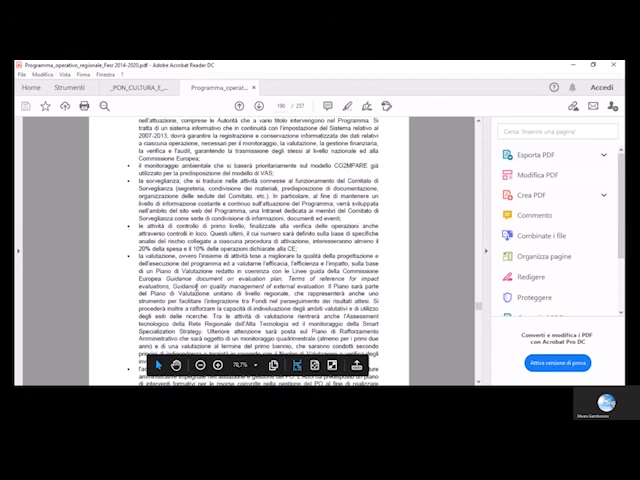 Programma_operativo_regionale_Fesr 2014-2020.pdf - Adobe Acrobat Reader DC
File Modifica Vista Firma Finestra ?
Home Strumenti _PON_CULTURA_E_... Programma_operat... × Accedi
190 / 257
nell'attuazione, comprese le Autorità che a vario titolo intervengono nel Programma. Si
tratta di un sistema informativo che in continuità con l'impostazione del Sistema relativo al
2007-2013, dovrà garantire la registrazione e conservazione informatizzata dei dati relativi
a ciascuna operazione, necessari per il monitoraggio, la valutazione, la gestione finanziaria,
la verifica e l'audit, garantendo la trasmissione degli stessi al livello nazionale ed alla
Commissione Europea;
• il monitoraggio ambientale che si baserà prioritariamente sul modello CO2MPARE già
utilizzato per la predisposizione del modello di VAS;
• la sorveglianza, che si traduce nelle attività connesse al funzionamento del Comitato di
Sorveglianza (segreteria, condivisione dei materiali, predisposizione di documentazione,
organizzazione delle sedute del Comitato, etc.). In particolare, al fine di mantenere un
livello di informazione costante e continuo sull'attuazione del Programma, verrà sviluppata
nell'ambito del sito web del Programma, una Intranet dedicata ai membri del Comitato di
Sorveglianza come sede di condivisione di informazioni, documenti ed eventi;
• le attività di controllo di primo livello, finalizzate alla verifica delle operazioni anche
attraverso controlli in loco. Questi ultimi, il cui numero sarà definito sulla base di specifiche
analisi del rischio collegate a ciascuna procedura di attivazione, interesseranno almeno il
20% della spesa e il 10% delle operazioni dichiarate alla CE;
• la valutazione, ovvero l'insieme di attività tese a migliorare la qualità della progettazione e
dell'esecuzione del programma ed a valutarne l'efficacia, l'efficienza e l'impatto, sulla base
di un Piano di Valutazione redatto in coerenza con le Linee guida della Commissione
Europea Guidance document on evaluation plan, Terms of reference for impact
evaluations, Guidance on quality management of external evaluation. Il Piano sarà parte
del Piano di Valutazione unitario di livello regionale, che rappresenterà anche uno
strumento per facilitare l'integrazione tra Fondi nel perseguimento dei risultati attesi. Si
procederà inoltre a rafforzare la capacità di individuazione degli ambiti valutativi e di utilizzo
degli esiti delle ricerche. Tra le attività di valutazione rientrerà anche l'Assessment
tecnologico della Rete Regionale dell'Alta Tecnologia ed il monitoraggio della Smart
Specialization Strategy. Ulteriore attenzione sarà posta sul Piano di Rafforzamento
Amministrativo che sarà oggetto di un monitoraggio quadrimestrale (almeno per i primi due
anni) e di una valutazione al termine del primo biennio, che saranno condotti secondo
78,7%
di interventi formativi per le risorse coinvolte nella gestione del PO al fine di realizzare
Cerca 'Inserire una pagina'
Esporta PDF
Modifica PDF
Crea PDF
Commento
Combinate i file
Organizza pagine
Redigere
Proteggere
Converti e modifica i PDF
con Acrobat Pro DC
Attiva versione di prova